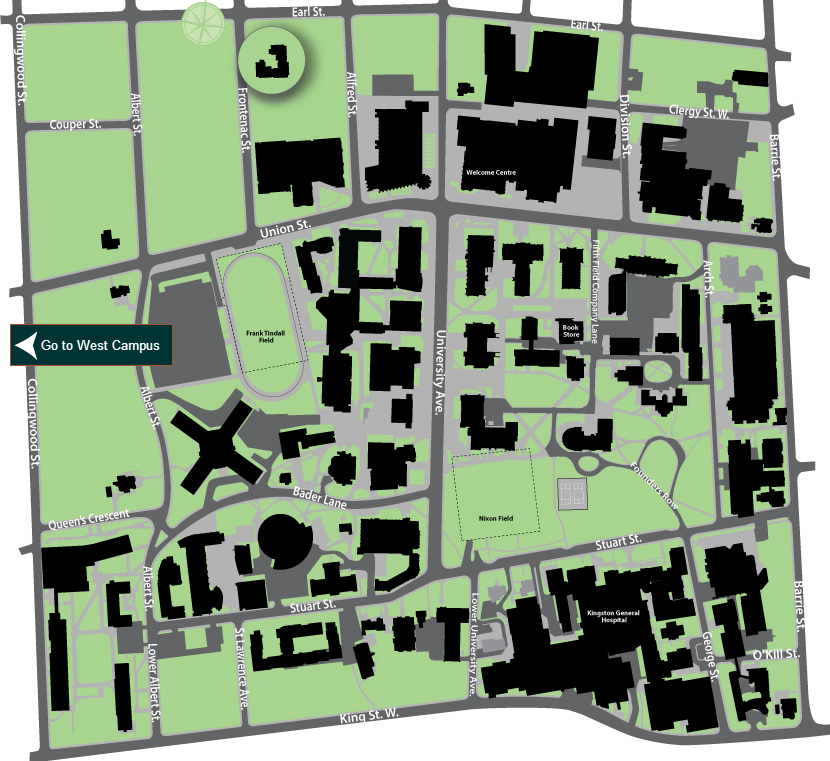 Earl St.
Earl St.
Collingwood St.
Albert St.
Frontenac St.
Alfred St.
Division St.
Clergy St. W.
Barrie St.
Couper St.
Welcome Centre
Union St.
Fifth Field Company Lane
Arch St.
Frank Tindall
Field
Book
Store
Go to West Campus
University Ave.
Collingwood St.
Albert St.
Founders Row
Bader Lane
Nixon Field
Queen's Crescent
Stuart St.
Albert St.
Stuart St.
Lower University Ave.
Kingston General
Hospital
Barrie St.
George St.
O'Kill St.
Lower Albert St.
St Lawrence Ave.
King St. W.